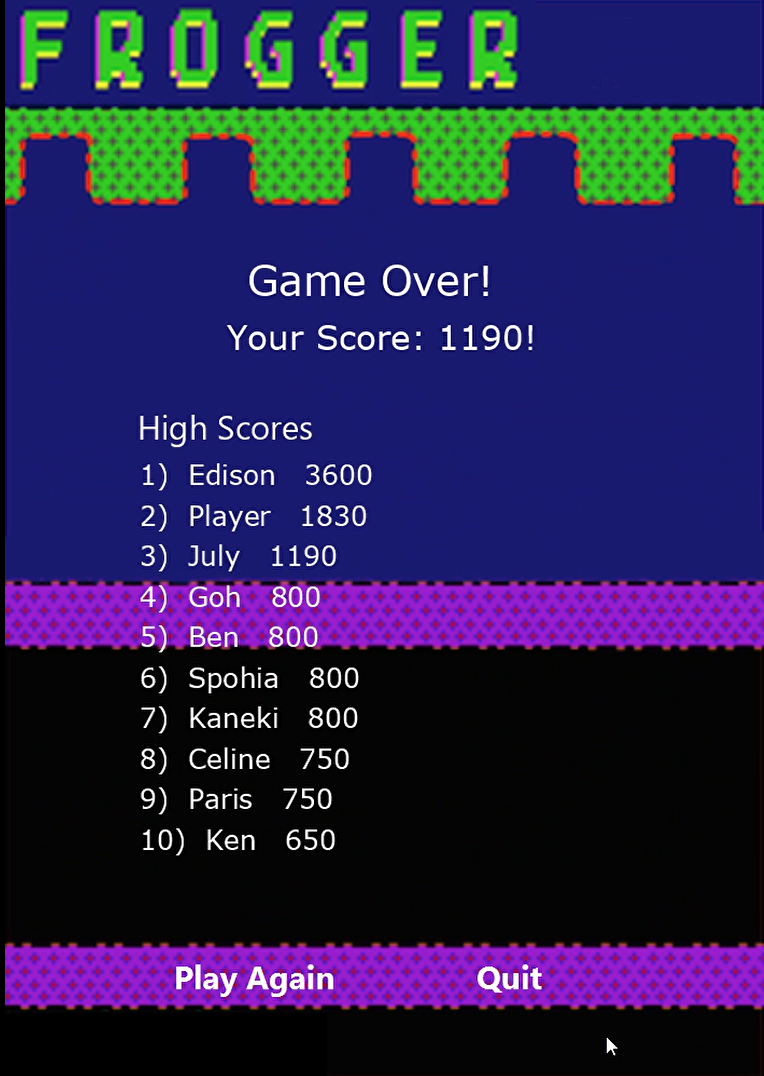 FROGGER
Game Over!
Your Score: 1190!
High Scores
1) Edison 3600
2) Player 1830
3) July 1190
4) Goh 800
5) Ben 800
6) Spohia 800
7) Kaneki 800
8) Celine 750
9) Paris 750
10) Ken 650
Play Again Quit